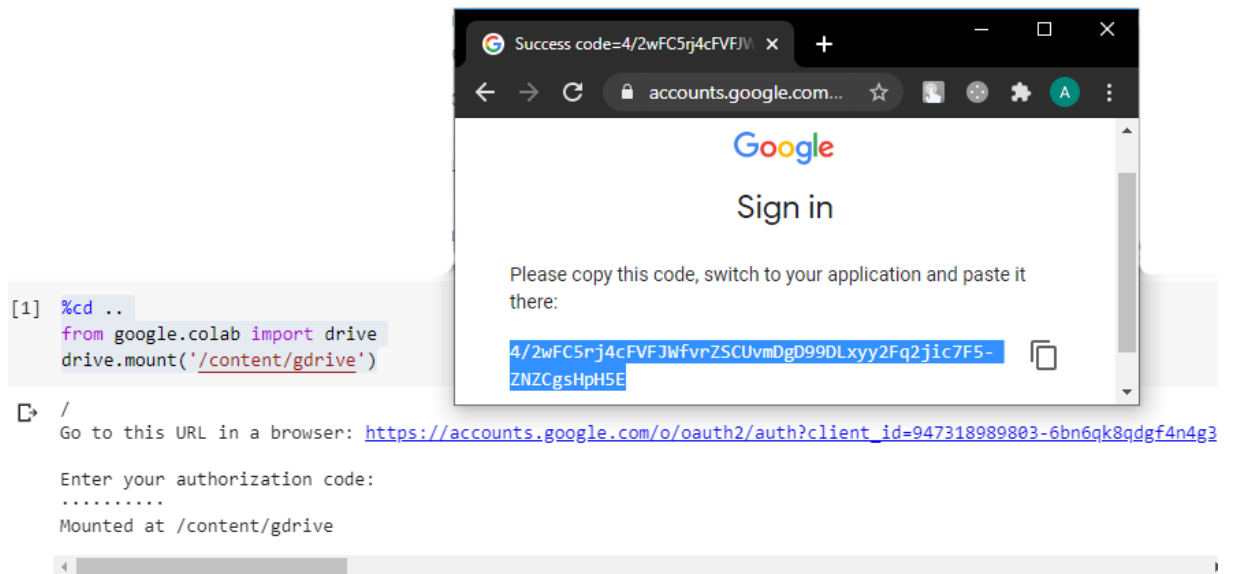 Success code=4/2wFC5rj4cFVFJW
accounts.google.com...
A
Google
Sign in
Please copy this code, switch to your application and paste it
there:
4/2wFC5rj4cFVFJWfvrZSCUvmDgD99DLxyy2Fq2jic7F5-
ZNZCgsHpH5E
[1] %cd ..
from google.colab import drive
drive.mount('/content/gdrive')
/
Go to this URL in a browser: https://accounts.google.com/o/oauth2/auth?client_id=947318989803-6bn6qk8qdgf4n4g3
Enter your authorization code:
..........
Mounted at /content/gdrive